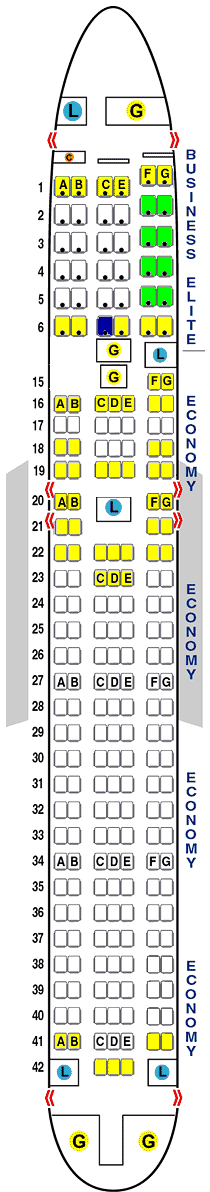 L G
C
1 A B C E F G
2
3
4
5
6
BUSINESS ELITE
G L
G
15 F G
16 A B C D E
17
18
19
ECONOMY
20 A B L F G
21
22
23 C D E
24
25
26
27 A B C D E F G
ECONOMY
28
29
30
31
32
33
34 A B C D E F G
ECONOMY
35
36
37
38
39
40
41 A B C D E
ECONOMY
42
L L
G G